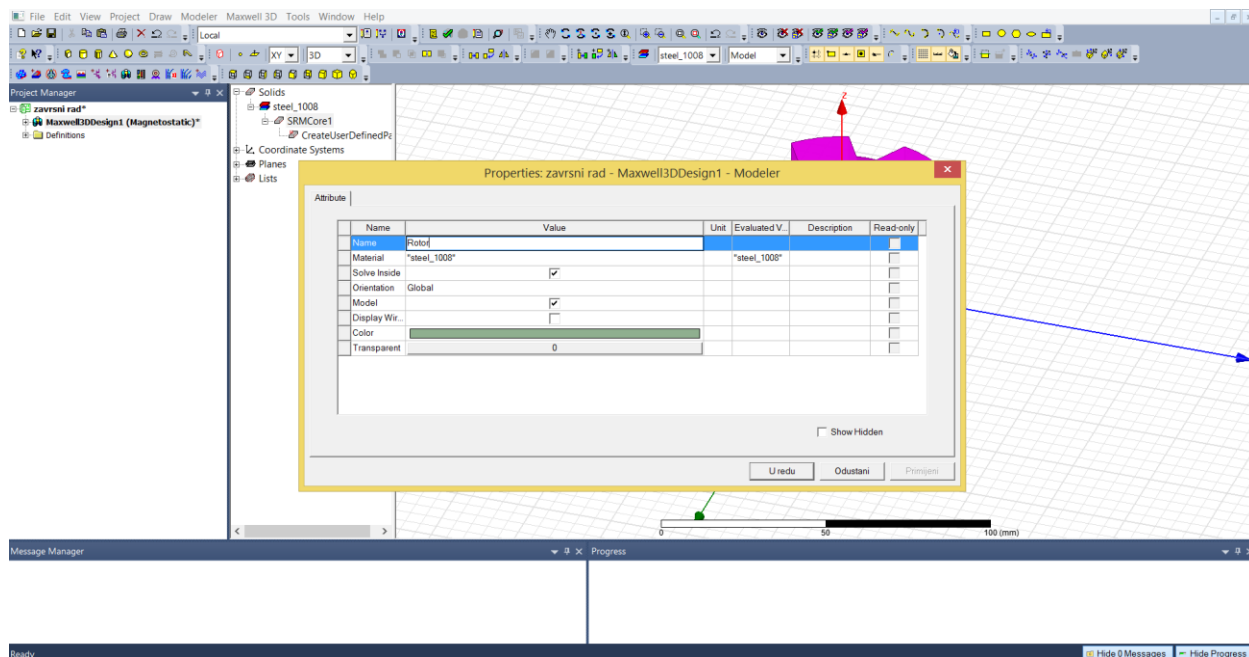 File Edit View Project Draw Modeler Maxwell 3D Tools Window Help
Local
XY 3D steel_1008 Model
Project Manager
zavrsni rad*
Maxwell3DDesign1 (Magnetostatic)*
Definitions
Solids
steel_1008
SRMCore1
CreateUserDefinedPa
Coordinate Systems
Planes
Lists
Z
Properties: zavrsni rad - Maxwell3DDesign1 - Modeler
Attribute
Name Value Unit Evaluated V... Description Read-only
Name Rotor
Material "steel_1008" "steel_1008"
Solve Inside
Orientation Global
Model
Display Wir...
Color
Transparent 0
Show Hidden
U redu Odustani Primijeni
0 50 100 (mm)
Message Manager Progress
Ready Hide 0 Messages Hide Progress